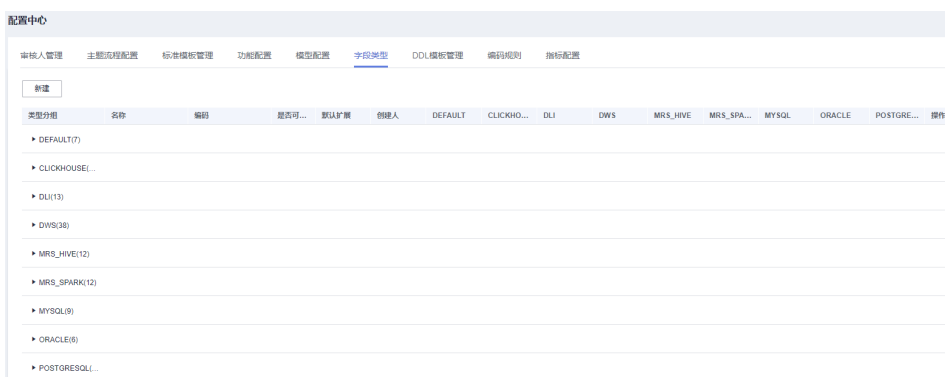 配置中心
审核人管理 主题流程配置 标准模板管理 功能配置 模型配置 字段类型 DDL模板管理 编码规则 指标配置
新建
类型分组 名称 编码 是否可... 默认扩展 创建人 DEFAULT CLICKHO... DLI DWS MRS_HIVE MRS_SPA... MYSQL ORACLE POSTGRE... 操作
DEFAULT(7)
CLICKHOUSE(...
DLI(13)
DWS(38)
MRS_HIVE(12)
MRS_SPARK(12)
MYSQL(9)
ORACLE(6)
POSTGRESQL(...